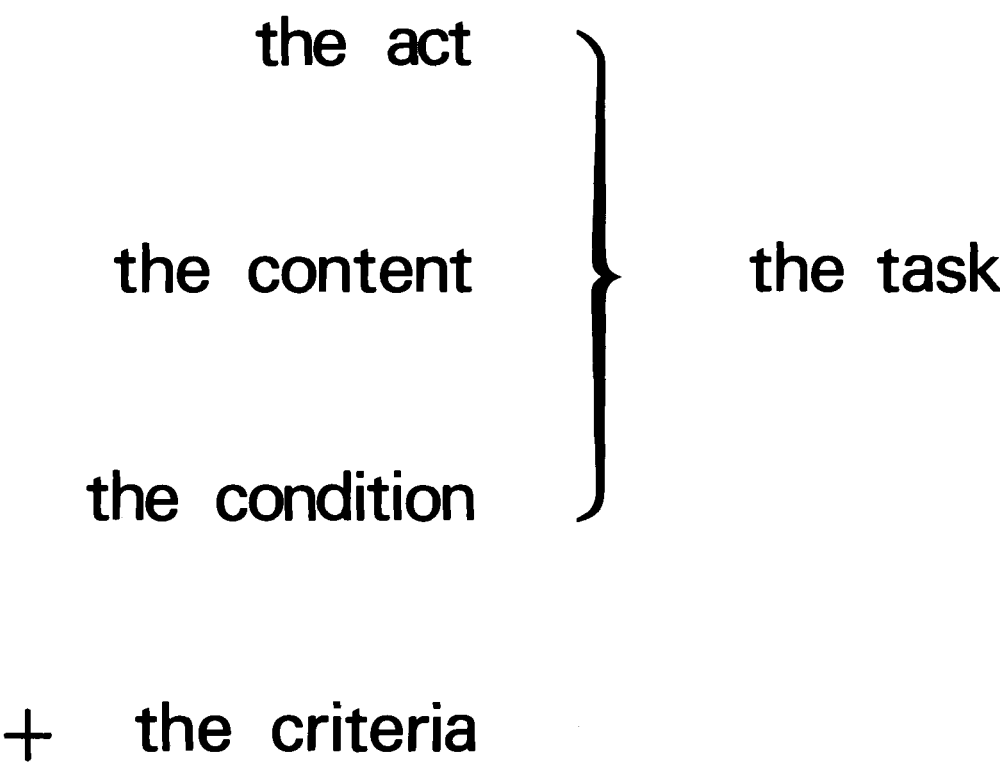 the act
the content
the task
the condition
+ the criteria